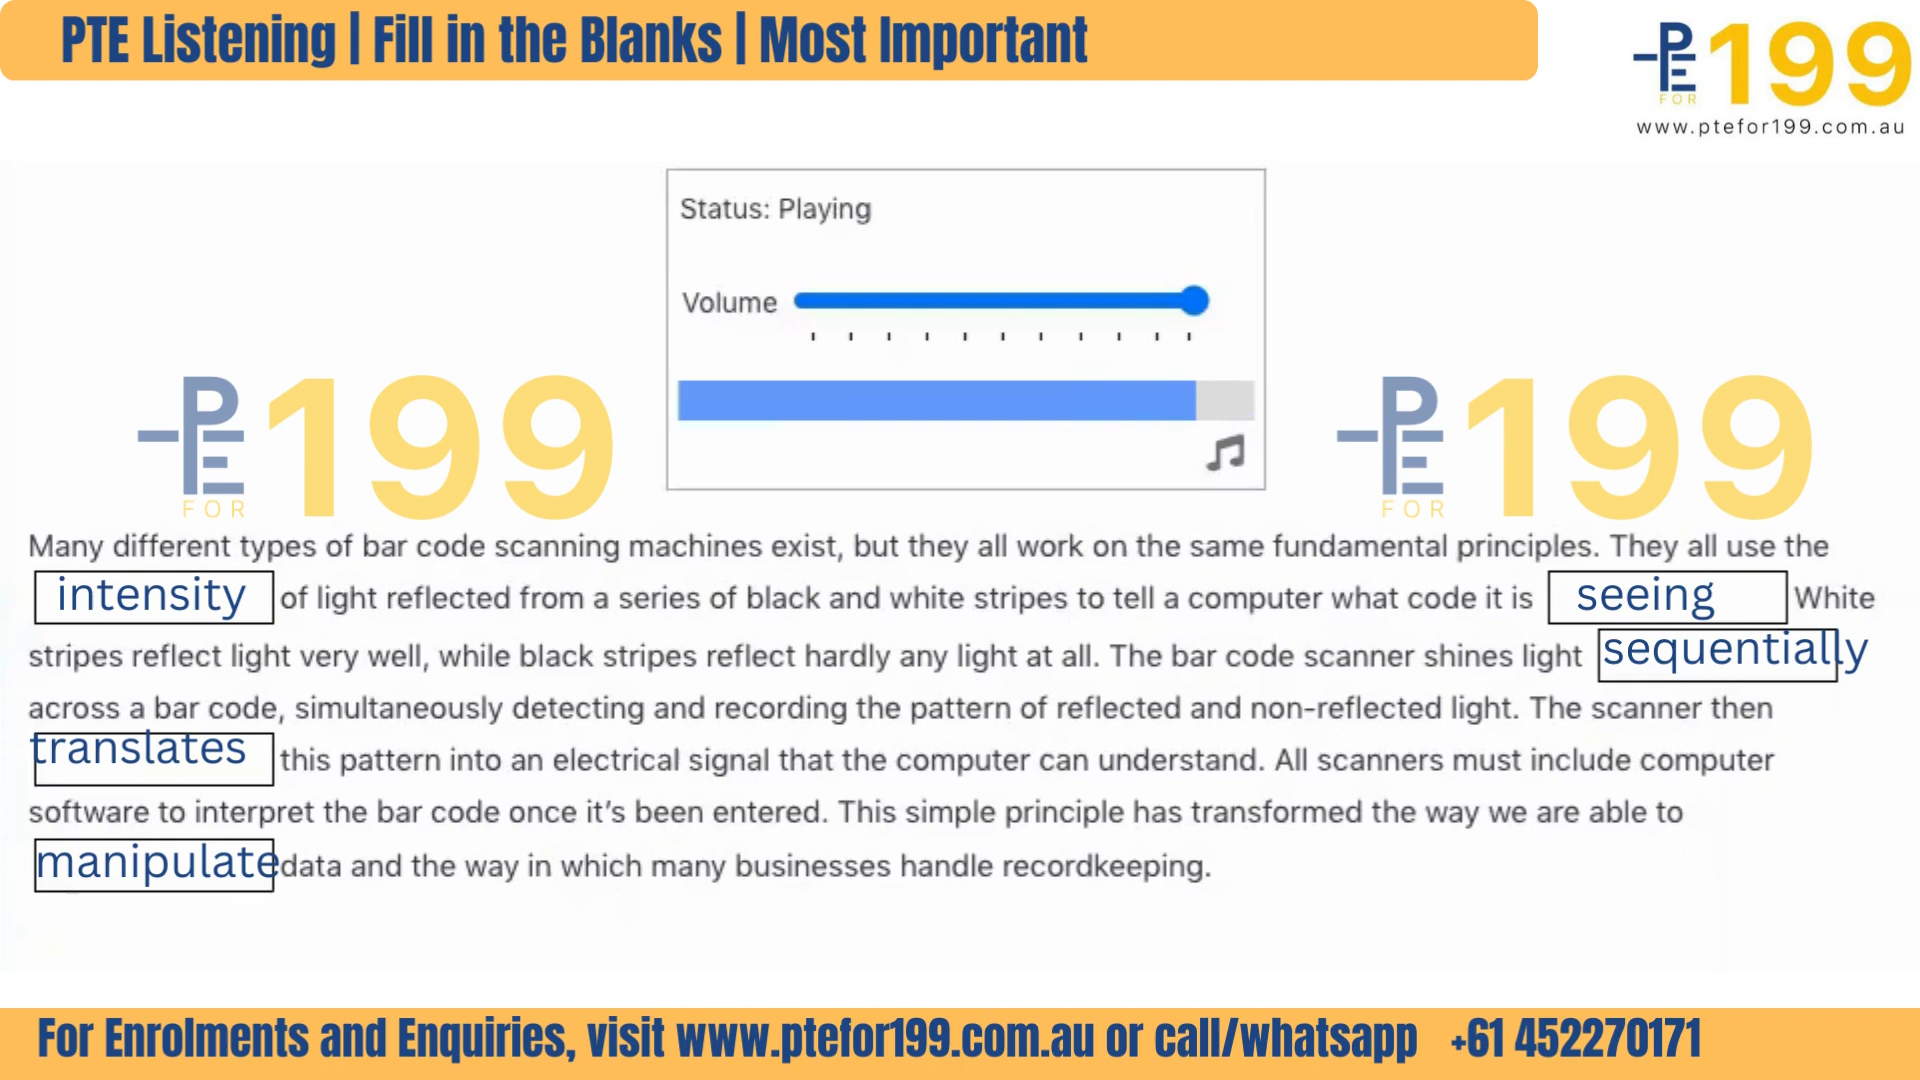 PTE Listening | Fill in the Blanks | Most Important
PE 199
FOR
www.ptefor199.com.au
Status: Playing
Volume
PE 199
FOR
PE 199
FOR
Many different types of bar code scanning machines exist, but they all work on the same fundamental principles. They all use the
intensity of light reflected from a series of black and white stripes to tell a computer what code it is seeing White
stripes reflect light very well, while black stripes reflect hardly any light at all. The bar code scanner shines light sequentially
across a bar code, simultaneously detecting and recording the pattern of reflected and non-reflected light. The scanner then
translates this pattern into an electrical signal that the computer can understand. All scanners must include computer
software to interpret the bar code once it's been entered. This simple principle has transformed the way we are able to
manipulate data and the way in which many businesses handle recordkeeping.
For Enrolments and Enquiries, visit www.ptefor199.com.au or call/whatsapp +61 452270171